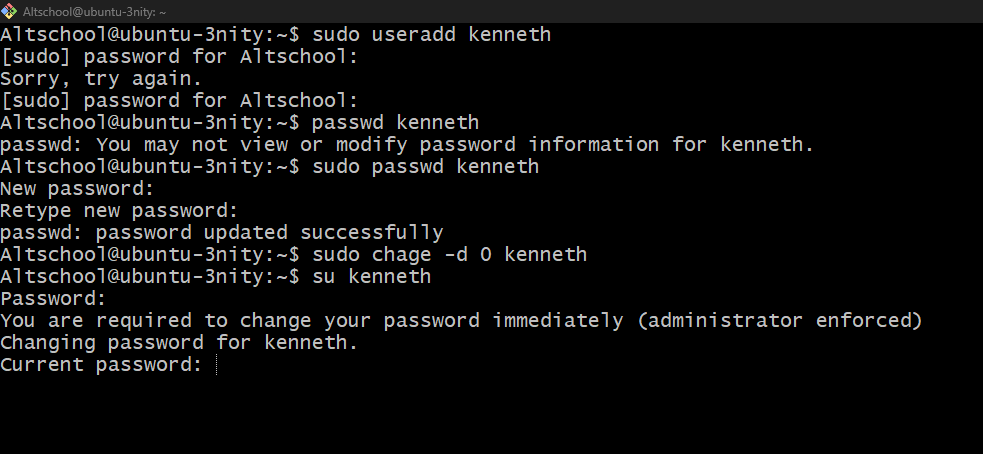 Altschool@ubuntu-3nity: ~
Altschool@ubuntu-3nity:~$ sudo useradd kenneth
[sudo] password for Altschool:
Sorry, try again.
[sudo] password for Altschool:
Altschool@ubuntu-3nity:~$ passwd kenneth
passwd: You may not view or modify password information for kenneth.
Altschool@ubuntu-3nity:~$ sudo passwd kenneth
New password:
Retype new password:
passwd: password updated successfully
Altschool@ubuntu-3nity:~$ sudo chage -d 0 kenneth
Altschool@ubuntu-3nity:~$ su kenneth
Password:
You are required to change your password immediately (administrator enforced)
Changing password for kenneth.
Current password: